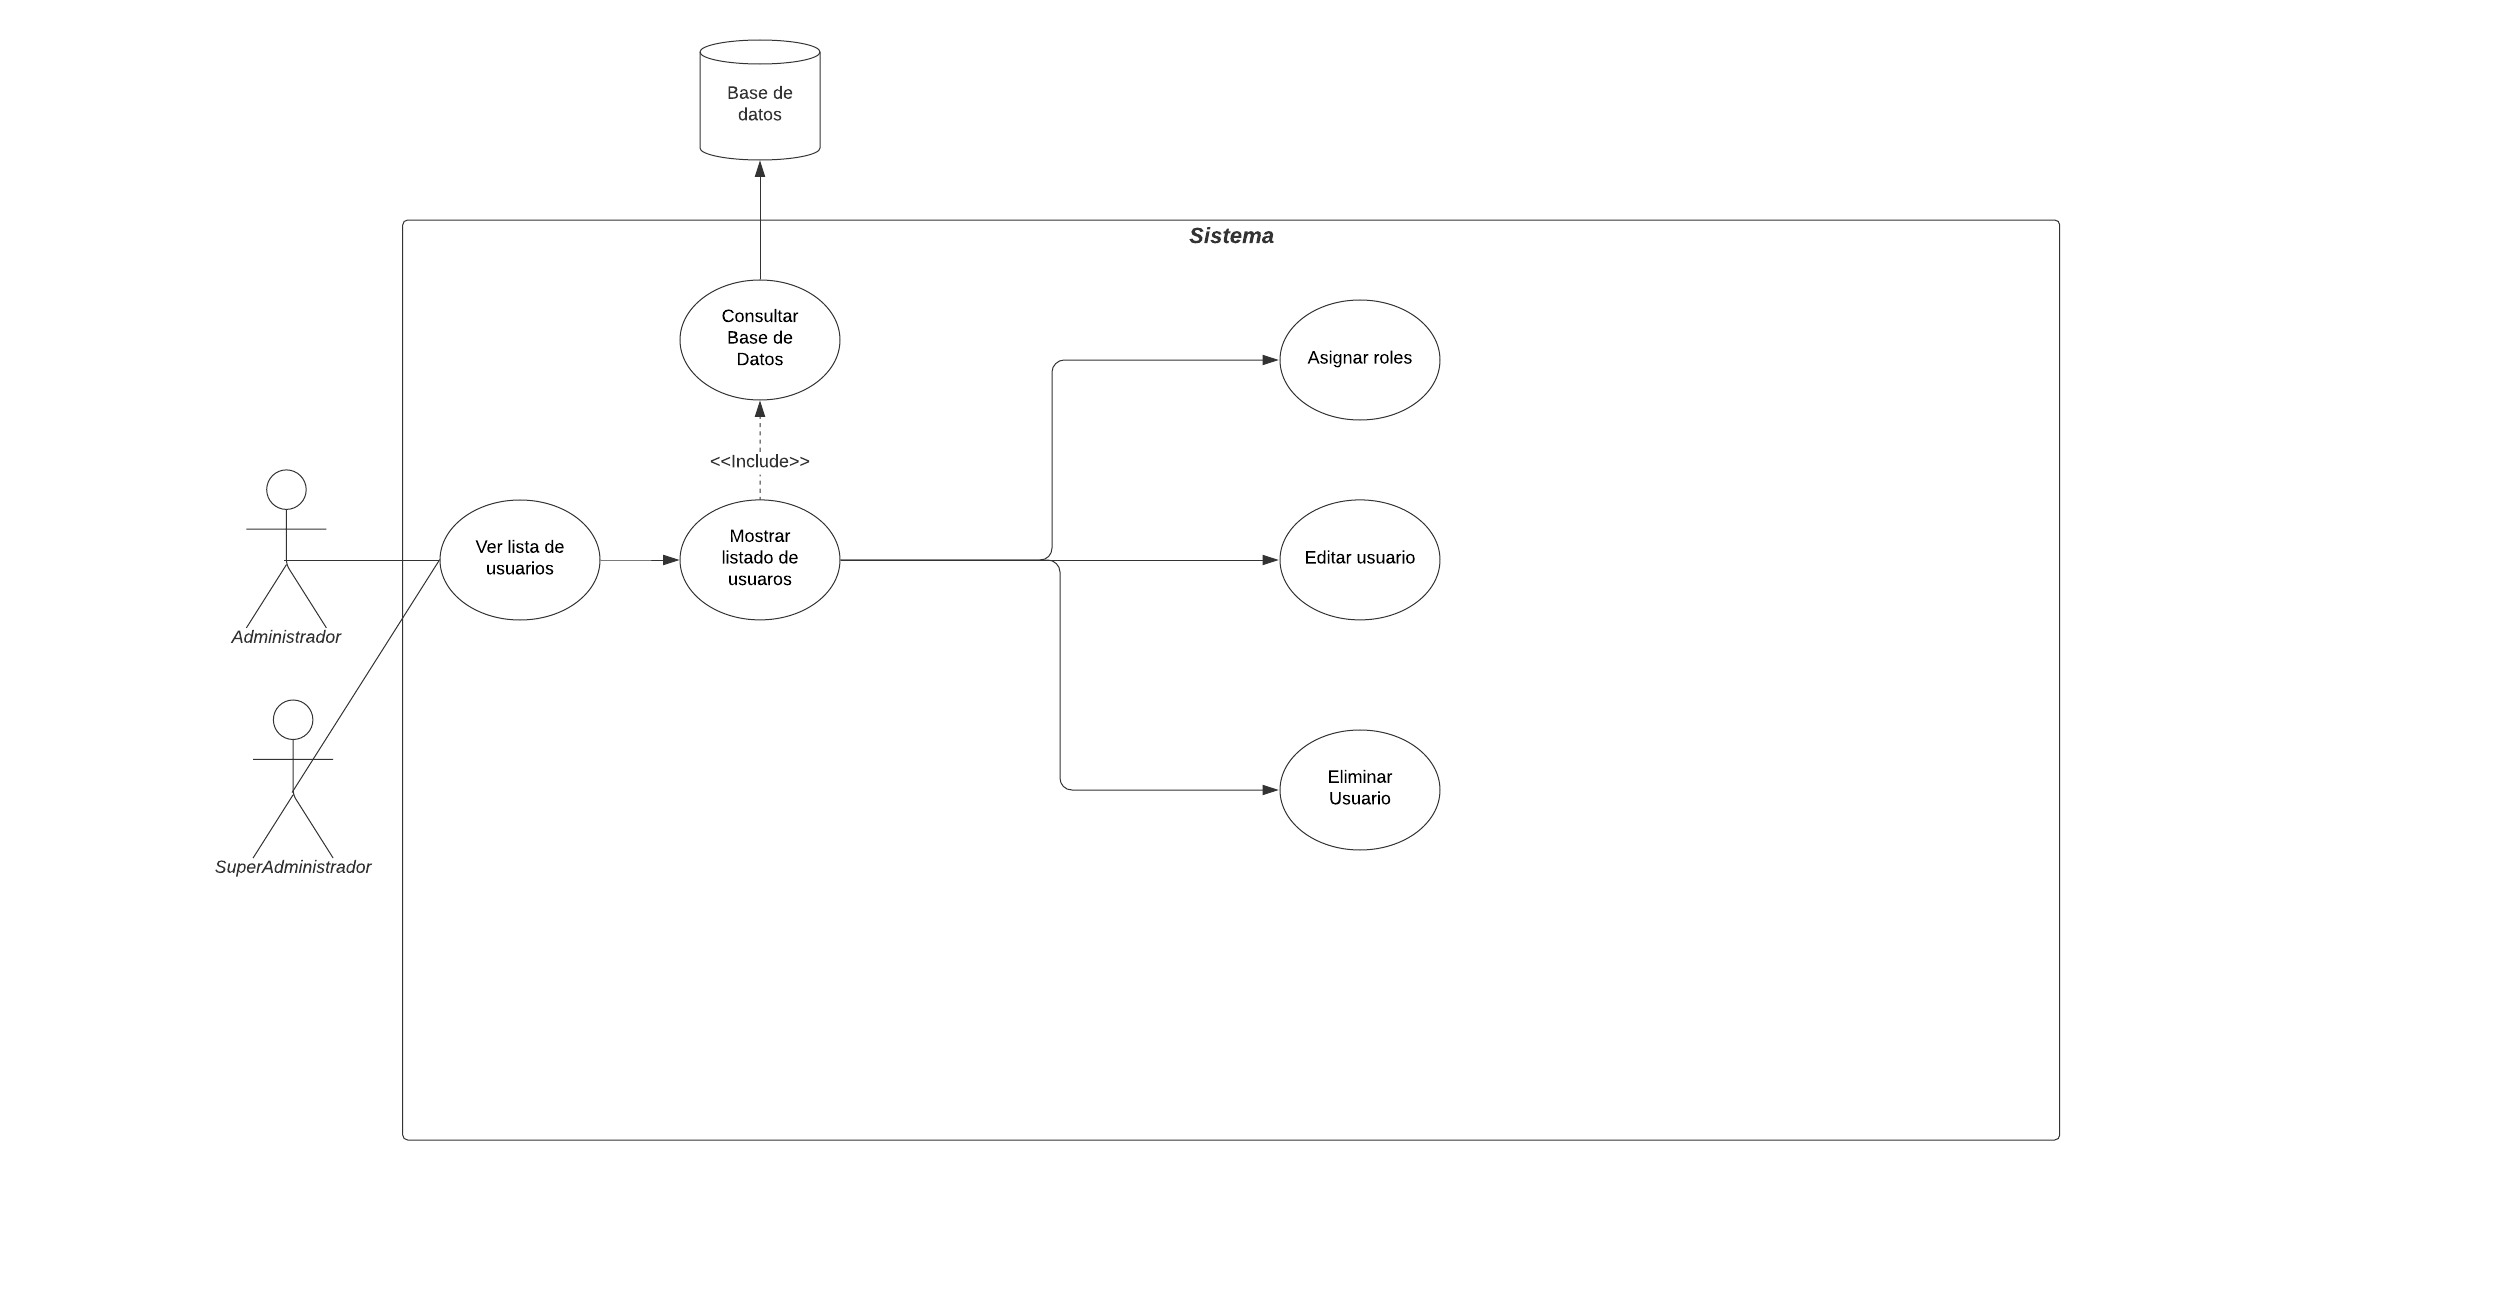 Base de
datos
Sistema
Consultar
Base de
Datos
Asignar roles
<<Include>>
Ver lista de
usuarios
Mostrar
listado de
usuaros
Editar usuario
Administrador
Eliminar
Usuario
SuperAdministrador